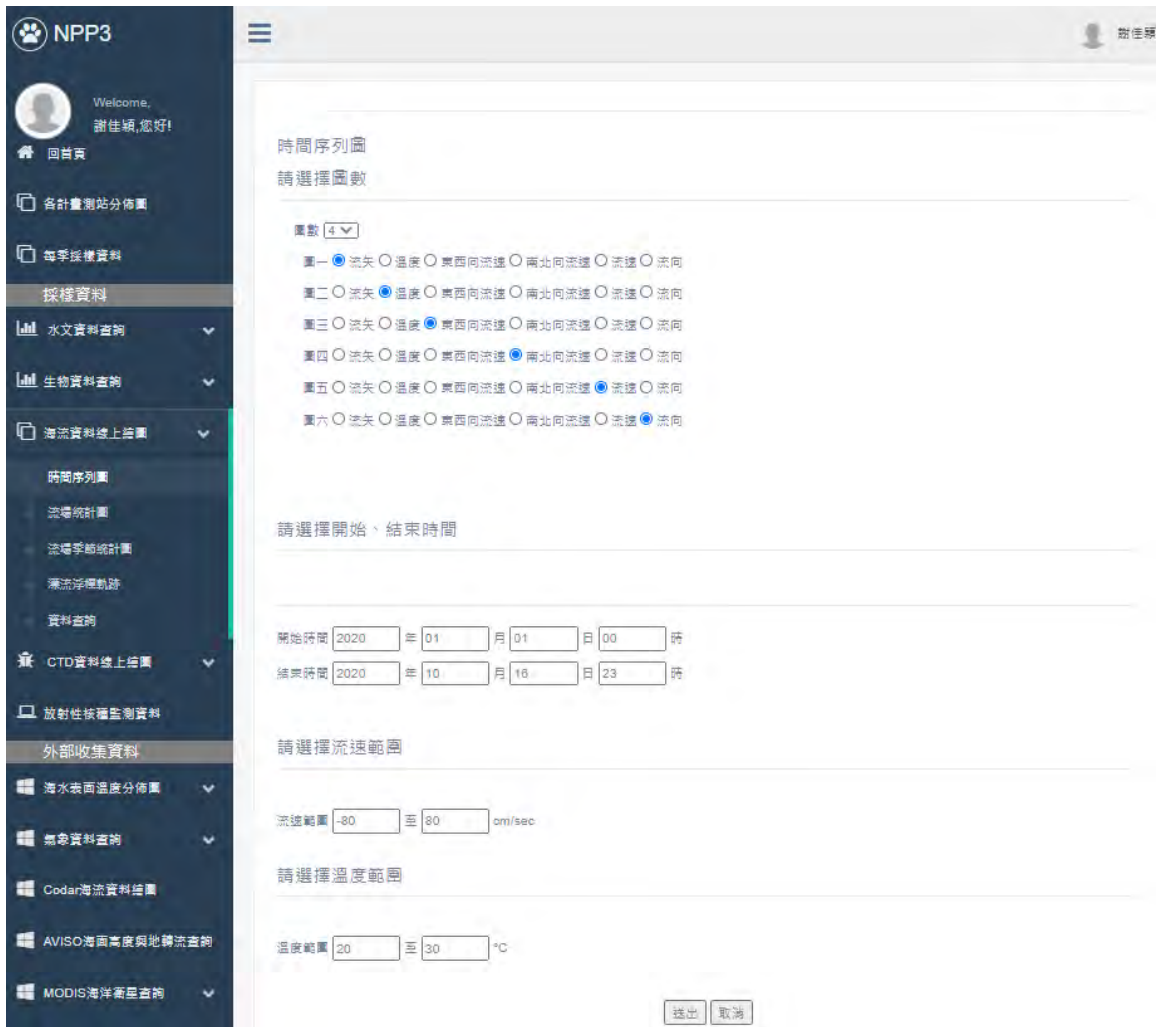 NPP3
謝佳穎
Welcome,
謝佳穎,您好!
回首頁
各計畫測站分佈圖
每季採樣資料
採樣資料
水文資料查詢
生物資料查詢
海流資料線上繪圖
時間序列圖
流場統計圖
流場季節統計圖
漂流浮標軌跡
資料查詢
CTD資料線上繪圖
放射性核種監測資料
外部收集資料
海水表面溫度分佈圖
氣象資料查詢
Codar海流資料繪圖
AVISO海面高度與地轉流查詢
MODIS海洋衛星查詢
時間序列圖
請選擇圖數
圖數 4
圖一 流矢 溫度 東西向流速 南北向流速 流速 流向
圖二 流矢 溫度 東西向流速 南北向流速 流速 流向
圖三 流矢 溫度 東西向流速 南北向流速 流速 流向
圖四 流矢 溫度 東西向流速 南北向流速 流速 流向
圖五 流矢 溫度 東西向流速 南北向流速 流速 流向
圖六 流矢 溫度 東西向流速 南北向流速 流速 流向
請選擇開始、結束時間
開始時間 2020 年 01 月 01 日 00 時
結束時間 2020 年 10 月 16 日 23 時
請選擇流速範圍
流速範圍 -80 至 80 cm/sec
請選擇溫度範圍
溫度範圍 20 至 30 °C
送出 取消